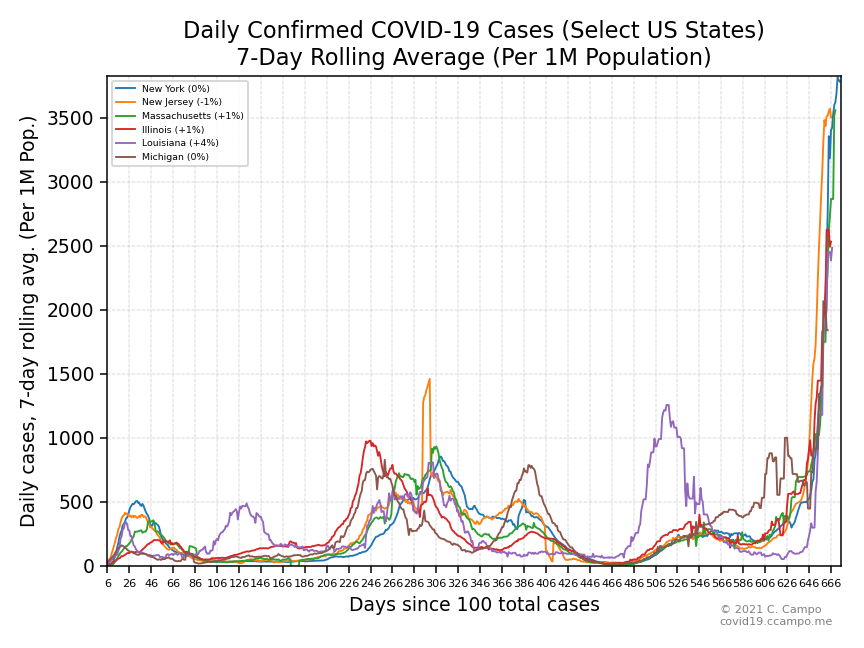 Daily Confirmed COVID-19 Cases (Select US States)
7-Day Rolling Average (Per 1M Population)
New York (0%)
New Jersey (-1%)
Massachusetts (+1%)
Illinois (+1%)
Louisiana (+4%)
Michigan (0%)
Daily cases, 7-day rolling avg. (Per 1M Pop.)
3500
3000
2500
2000
1500
1000
500
0
6 26 46 66 86 106 126 146 166 186 206 226 246 266 286 306 326 346 366 386 406 426 446 466 486 506 526 546 566 586 606 626 646 666
Days since 100 total cases
© 2021 C. Campo
covid19.ccampo.me